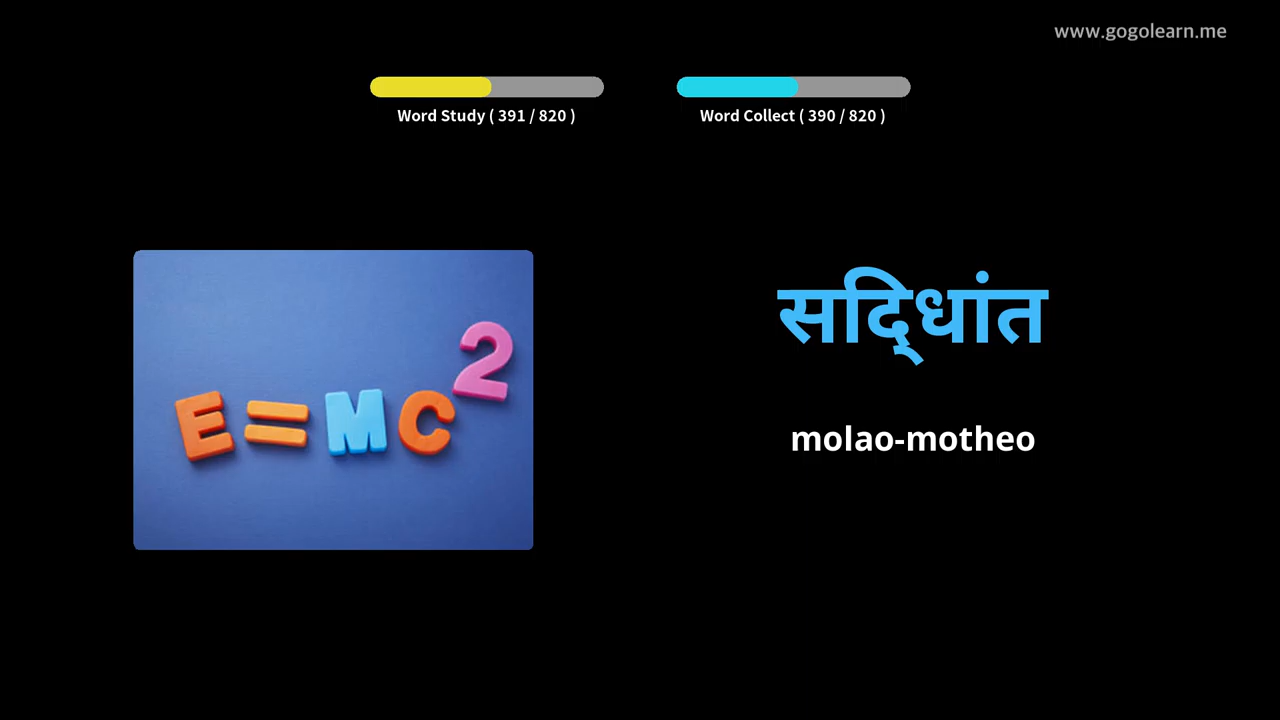 www.gogolearn.me
Word Study ( 391 / 820 )
Word Collect ( 390 / 820 )
E=MC2
सद्धिांत
molao-motheo